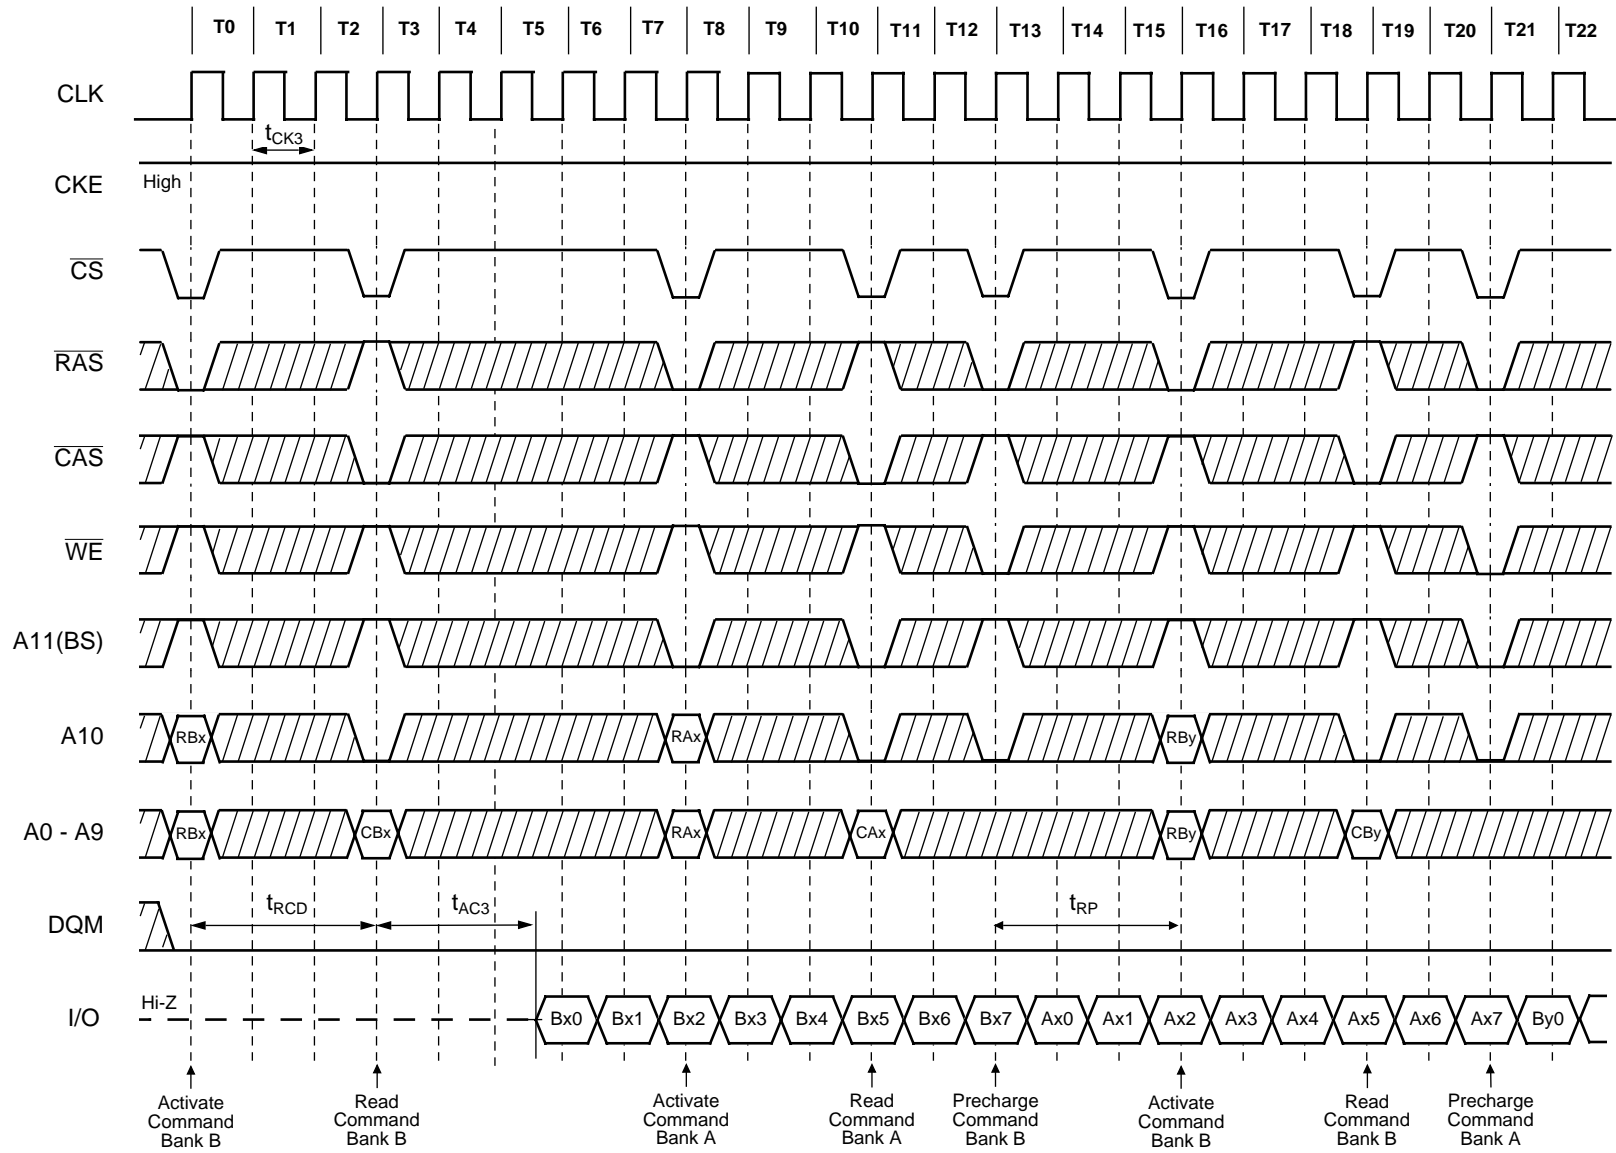 T0 T1 T2 T3 T4 T5 T6 T7 T8 T9 T10 T11 T12 T13 T14 T15 T16 T17 T18 T19 T20 T21 T22
CLK
tCK3
CKE High
CS
RAS
CAS
WE
A11(BS)
A10 RBx RAx RBy
A0 - A9 RBx CBx RAx CAx RBy CBy
DQM tRCD tAC3 tRP
Hi-Z
I/O Bx0 Bx1 Bx2 Bx3 Bx4 Bx5 Bx6 Bx7 Ax0 Ax1 Ax2 Ax3 Ax4 Ax5 Ax6 Ax7 By0
Activate
Command
Bank B
Read
Command
Bank B
Activate
Command
Bank A
Read
Command
Bank A
Precharge
Command
Bank B
Activate
Command
Bank B
Read
Command
Bank B
Precharge
Command
Bank A